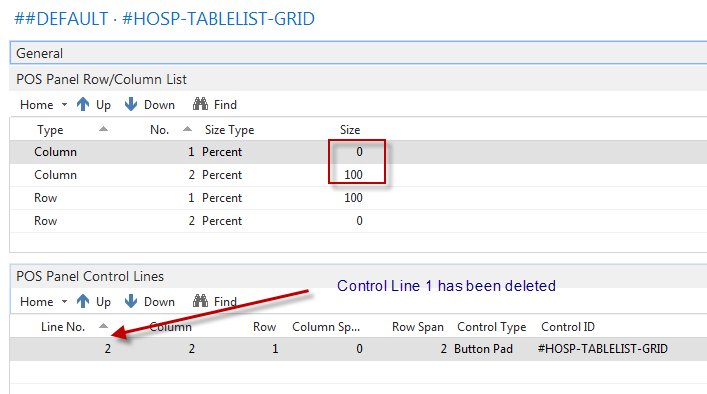 ##DEFAULT · #HOSP-TABLELIST-GRID
General
POS Panel Row/Column List
Home Up Down Find
Type No. Size Type Size
Column 1 Percent 0
Column 2 Percent 100
Row 1 Percent 100
Row 2 Percent 0
POS Panel Control Lines
Home Up Down Find
Control Line 1 has been deleted
Line No. Column Row Column Sp... Row Span Control Type Control ID
2 2 1 0 2 Button Pad #HOSP-TABLELIST-GRID